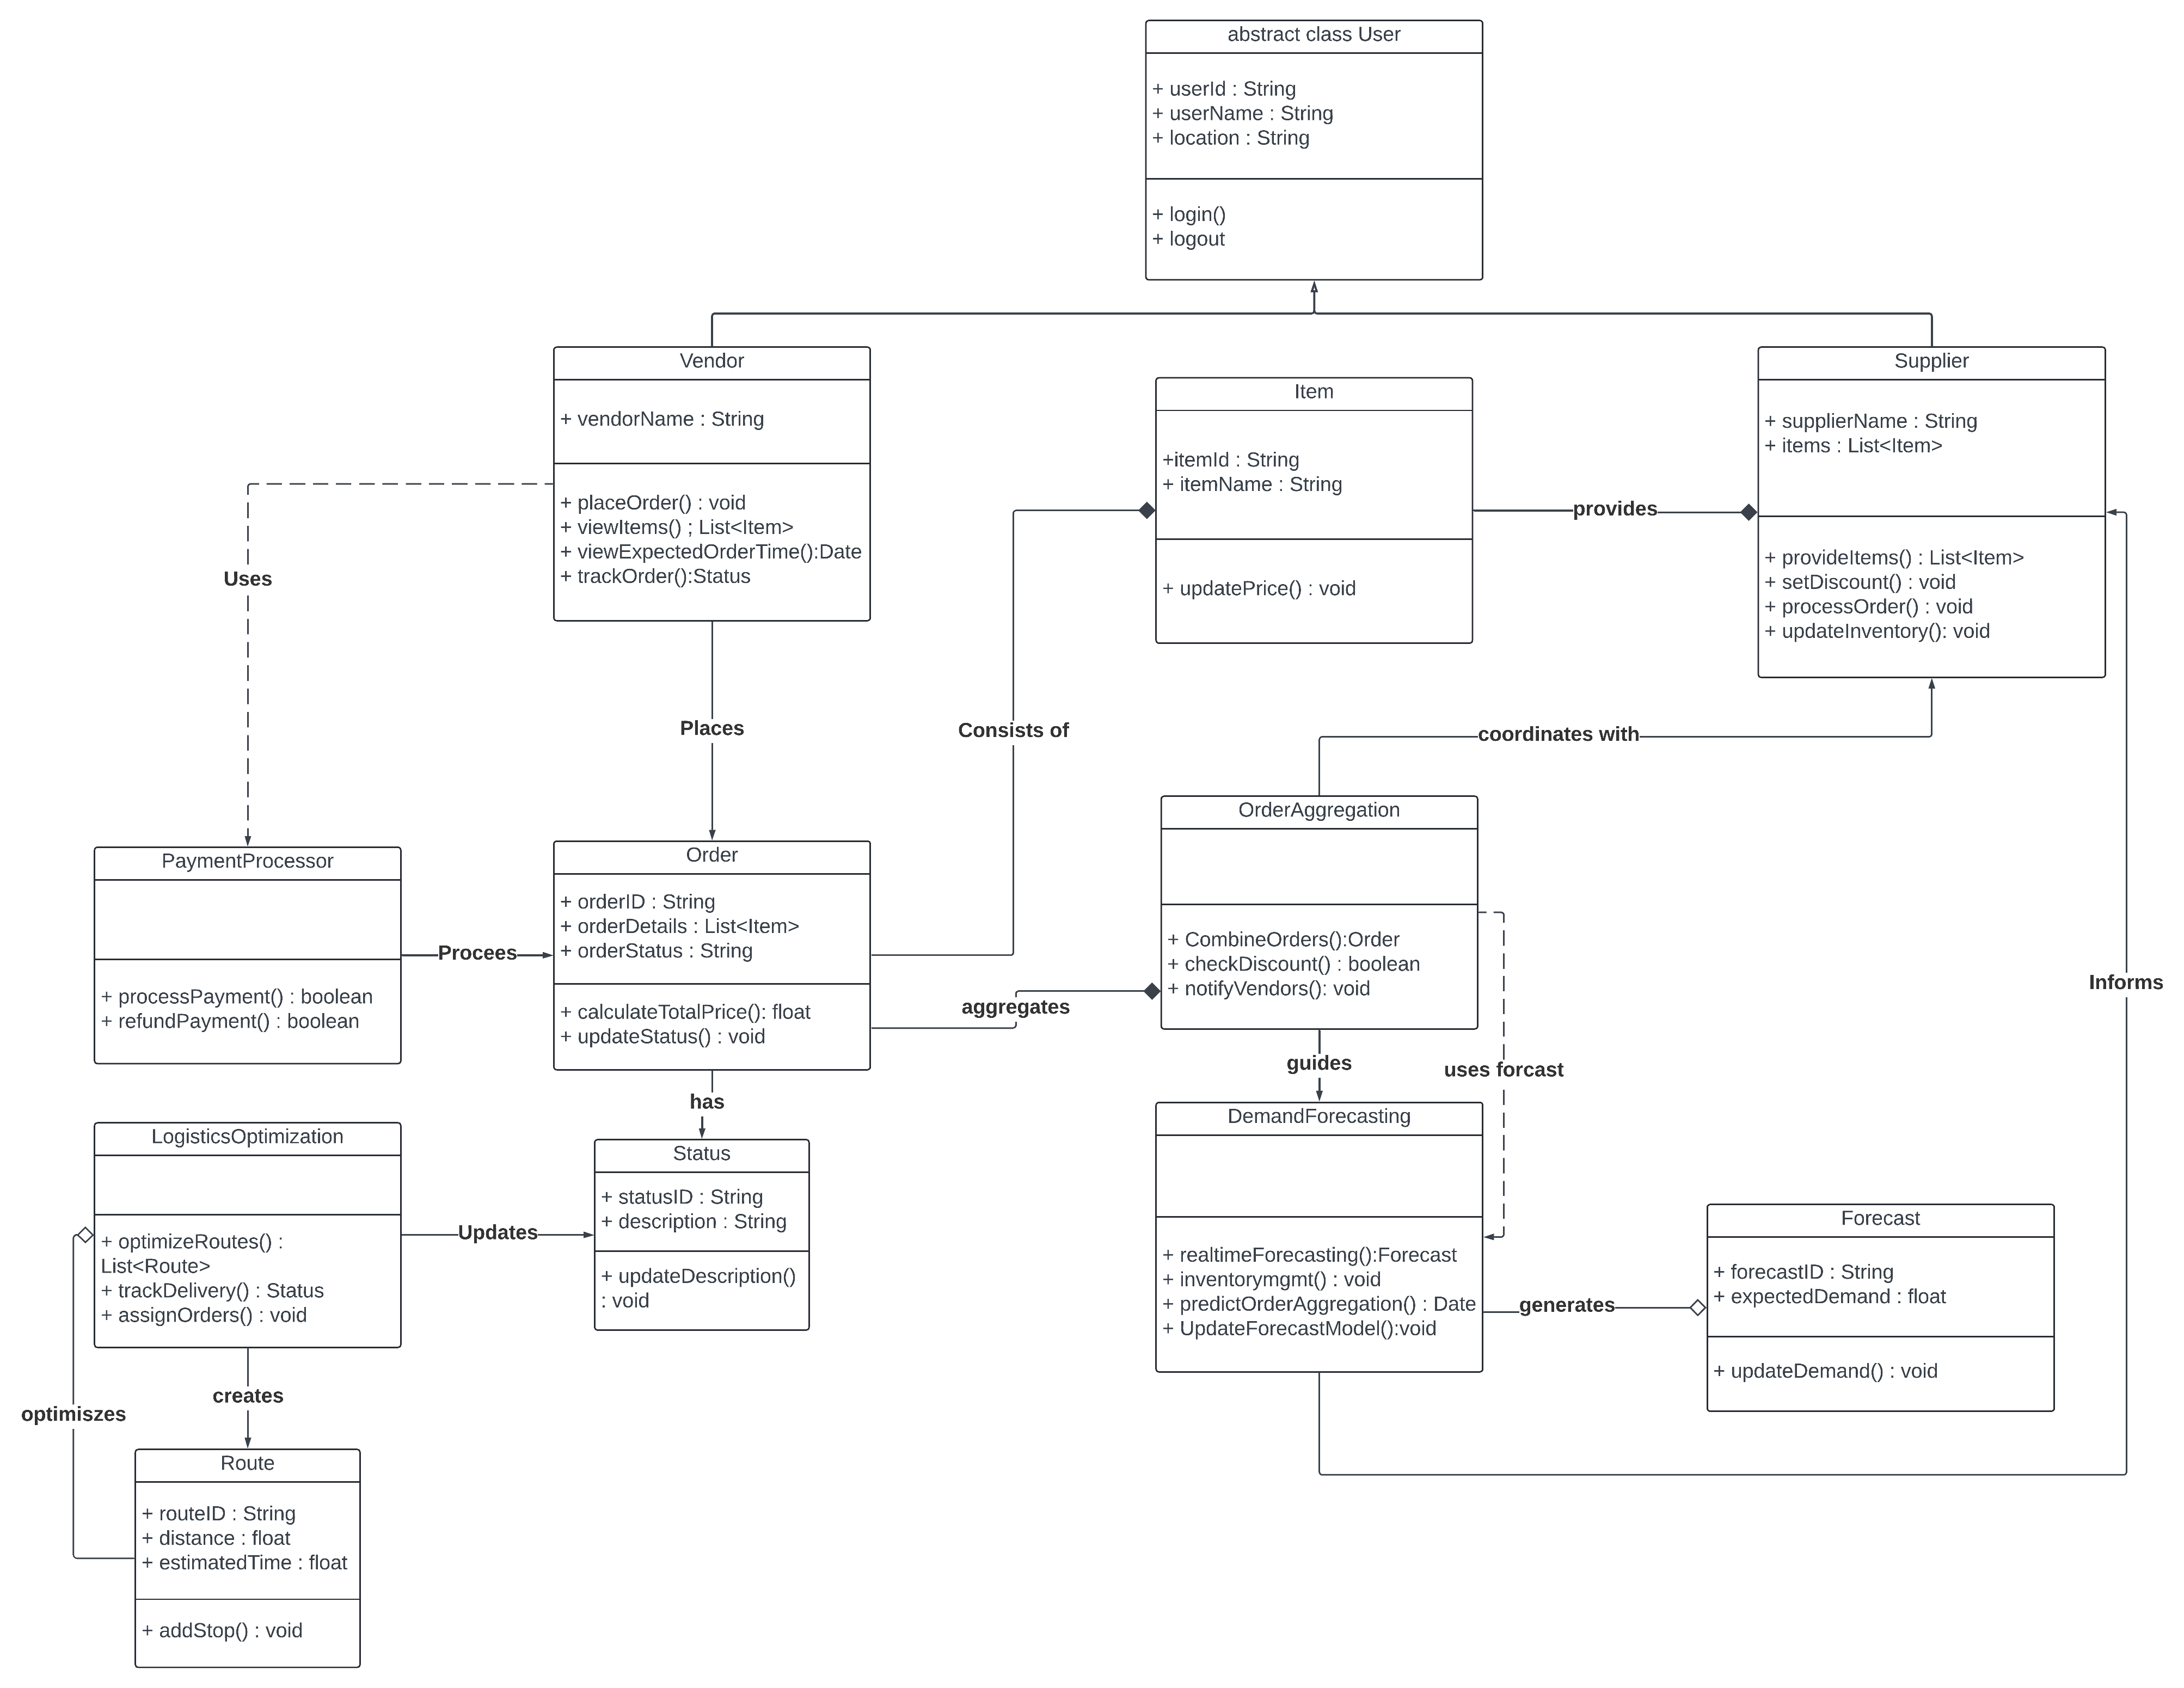 abstract class User
+ userId : String
+ userName : String
+ location : String
+ login()
+ logout
Vendor
+ vendorName : String
+ placeOrder() : void
+ viewItems() ; List<Item>
+ viewExpectedOrderTime():Date
+ trackOrder():Status
Item
+itemId : String
+ itemName : String
+ updatePrice() : void
provides
Supplier
+ supplierName : String
+ items : List<Item>
+ provideItems() : List<Item>
+ setDiscount() : void
+ processOrder() : void
+ updateInventory(): void
Uses
Places
Consists of
coordinates with
PaymentProcessor
+ processPayment() : boolean
+ refundPayment() : boolean
Procees
Order
+ orderID : String
+ orderDetails : List<Item>
+ orderStatus : String
+ calculateTotalPrice(): float
+ updateStatus() : void
aggregates
OrderAggregation
+ CombineOrders():Order
+ checkDiscount() : boolean
+ notifyVendors(): void
Informs
guides
uses forcast
has
LogisticsOptimization
+ optimizeRoutes() :
List<Route>
+ trackDelivery() : Status
+ assignOrders() : void
Updates
Status
+ statusID : String
+ description : String
+ updateDescription()
: void
DemandForecasting
+ realtimeForecasting():Forecast
+ inventorymgmt() : void
+ predictOrderAggregation() : Date
+ UpdateForecastModel():void
generates
Forecast
+ forecastID : String
+ expectedDemand : float
+ updateDemand() : void
creates
optimiszes
Route
+ routeID : String
+ distance : float
+ estimatedTime : float
+ addStop() : void